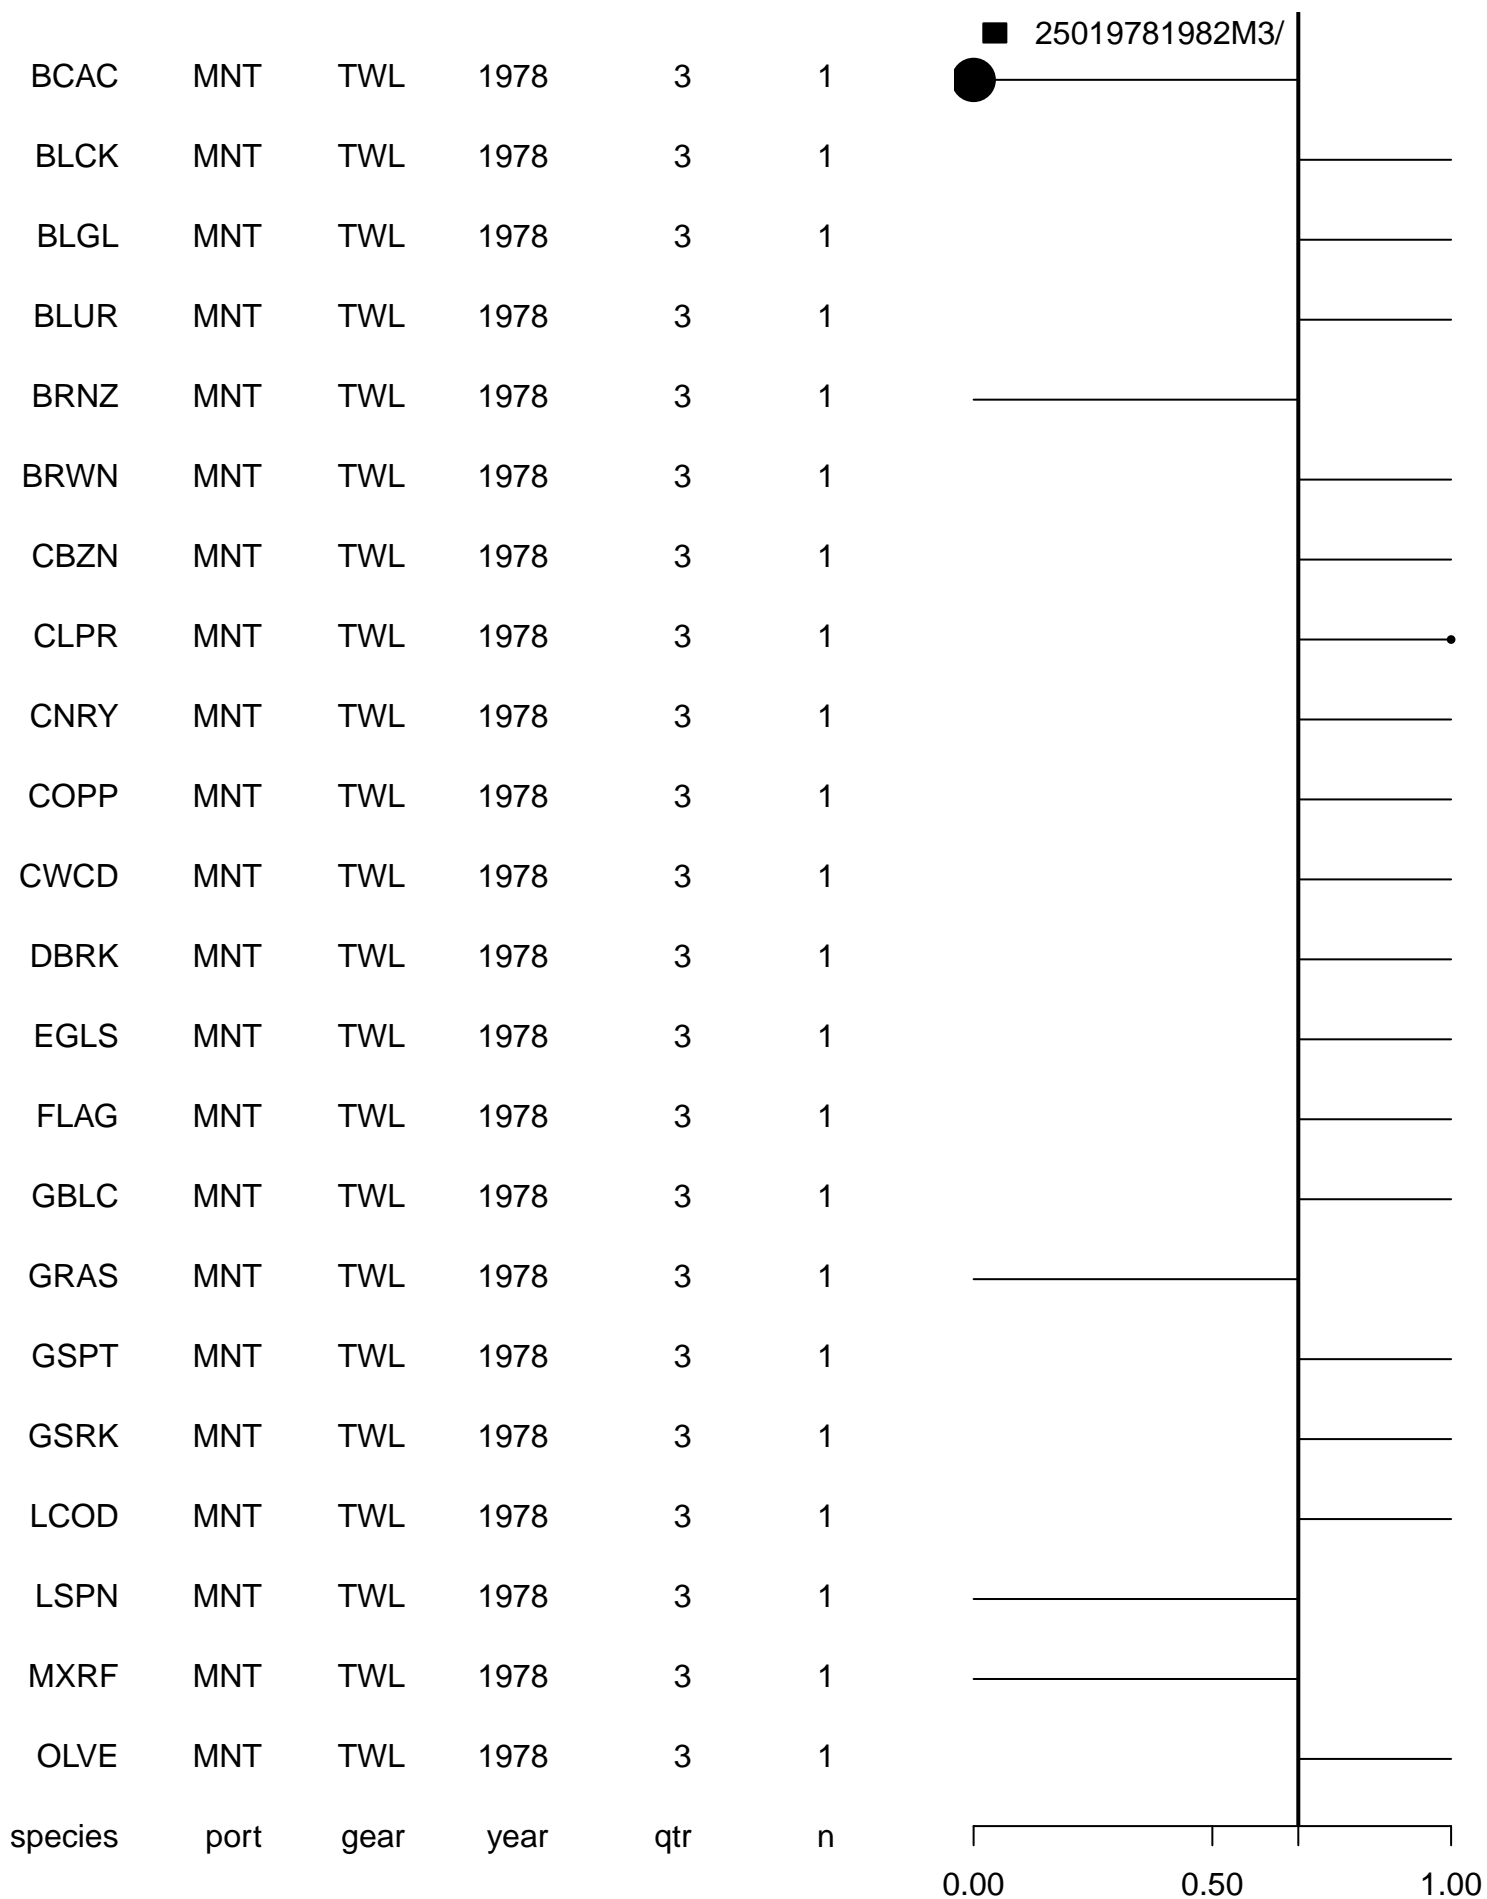 25019781982M3/
BCAC MNT TWL 1978 3 1
BLCK MNT TWL 1978 3 1
BLGL MNT TWL 1978 3 1
BLUR MNT TWL 1978 3 1
BRNZ MNT TWL 1978 3 1
BRWN MNT TWL 1978 3 1
CBZN MNT TWL 1978 3 1
CLPR MNT TWL 1978 3 1
CNRY MNT TWL 1978 3 1
COPP MNT TWL 1978 3 1
CWCD MNT TWL 1978 3 1
DBRK MNT TWL 1978 3 1
EGLS MNT TWL 1978 3 1
FLAG MNT TWL 1978 3 1
GBLC MNT TWL 1978 3 1
GRAS MNT TWL 1978 3 1
GSPT MNT TWL 1978 3 1
GSRK MNT TWL 1978 3 1
LCOD MNT TWL 1978 3 1
LSPN MNT TWL 1978 3 1
MXRF MNT TWL 1978 3 1
OLVE MNT TWL 1978 3 1
species port gear year qtr n
0.00 0.50 1.00